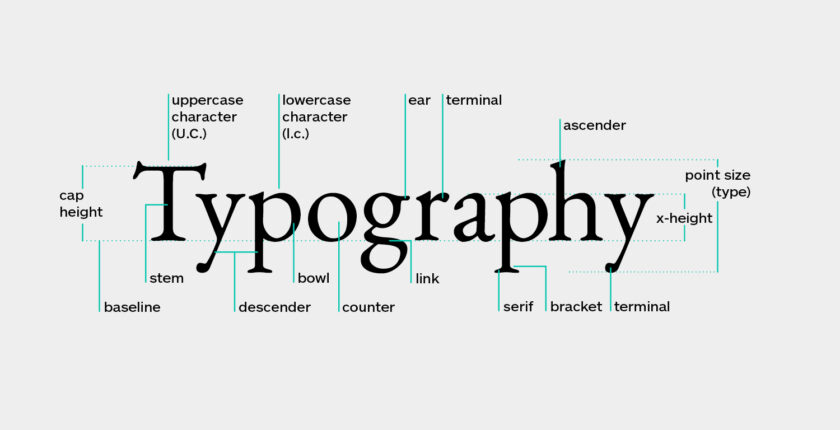 uppercase
character
(U.C.)
lowercase
character
(l.c.)
ear
terminal
ascender
point size
(type)
cap
height
Typography
x-height
stem
bowl
link
baseline
descender
counter
serif
bracket
terminal